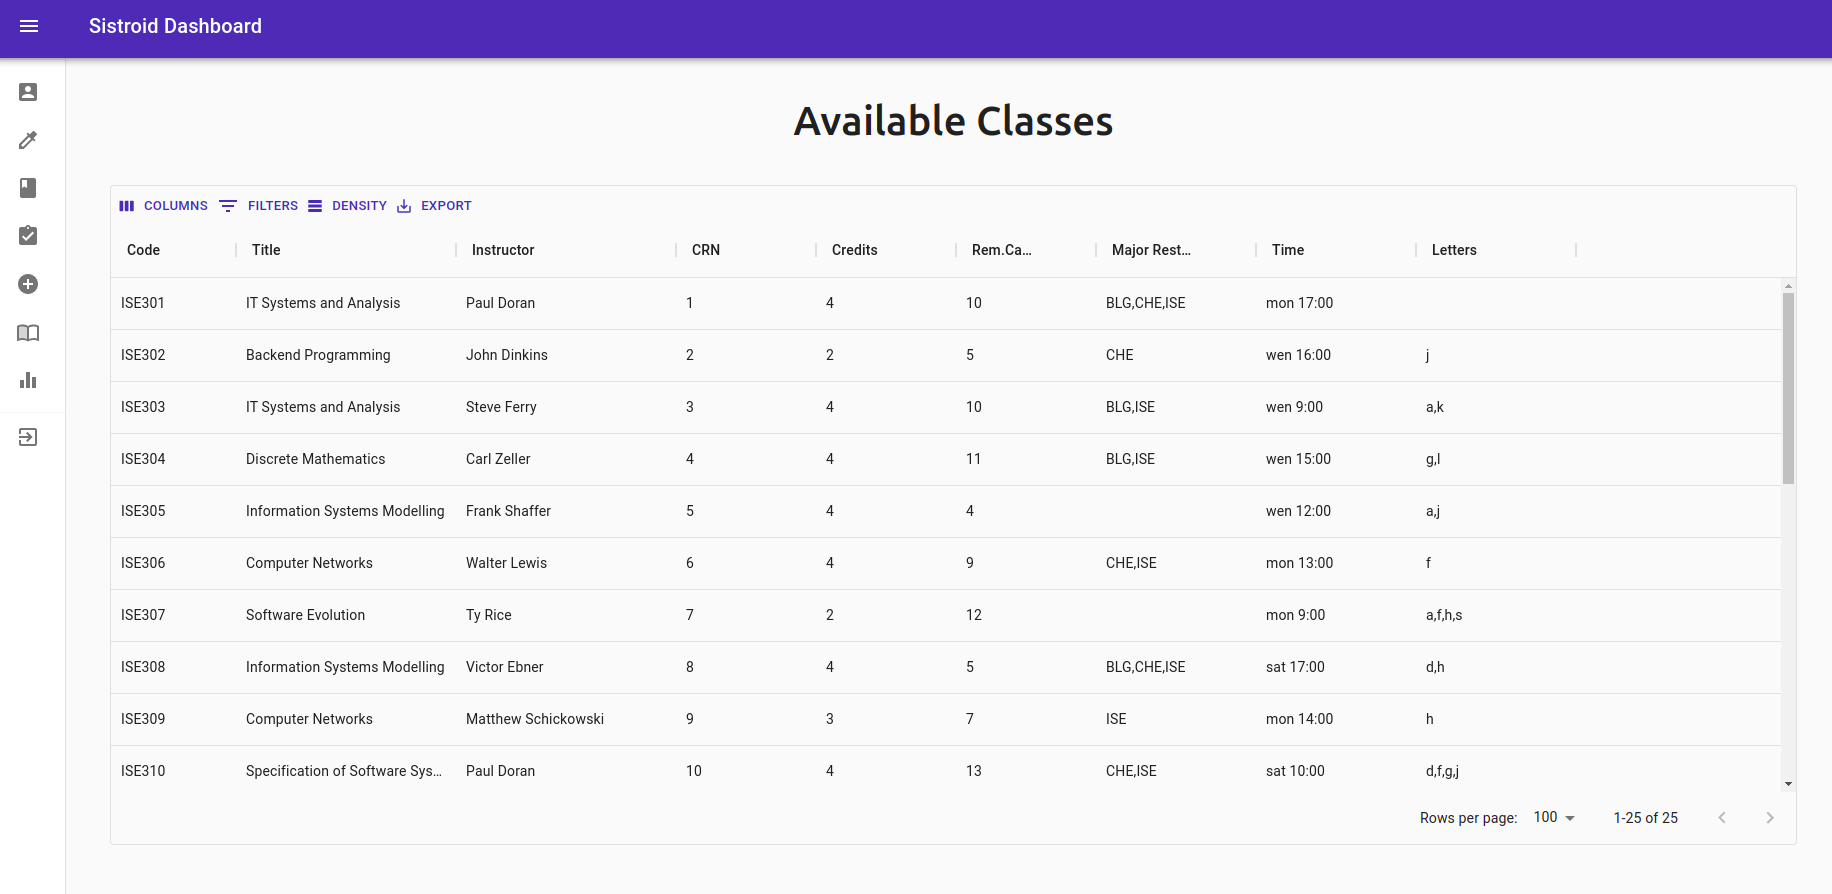 Sistroid Dashboard
Available Classes
COLUMNS FILTERS DENSITY EXPORT
Code Title Instructor CRN Credits Rem.Ca... Major Rest... Time Letters
ISE301 IT Systems and Analysis Paul Doran 1 4 10 BLG,CHE,ISE mon 17:00
ISE302 Backend Programming John Dinkins 2 2 5 CHE wen 16:00 j
ISE303 IT Systems and Analysis Steve Ferry 3 4 10 BLG,ISE wen 9:00 a,k
ISE304 Discrete Mathematics Carl Zeller 4 4 11 BLG,ISE wen 15:00 g,l
ISE305 Information Systems Modelling Frank Shaffer 5 4 4 wen 12:00 a,j
ISE306 Computer Networks Walter Lewis 6 4 9 CHE,ISE mon 13:00 f
ISE307 Software Evolution Ty Rice 7 2 12 mon 9:00 a,f,h,s
ISE308 Information Systems Modelling Victor Ebner 8 4 5 BLG,CHE,ISE sat 17:00 d,h
ISE309 Computer Networks Matthew Schickowski 9 3 7 ISE mon 14:00 h
ISE310 Specification of Software Sys... Paul Doran 10 4 13 CHE,ISE sat 10:00 d,f,g,j
Rows per page: 100 1-25 of 25